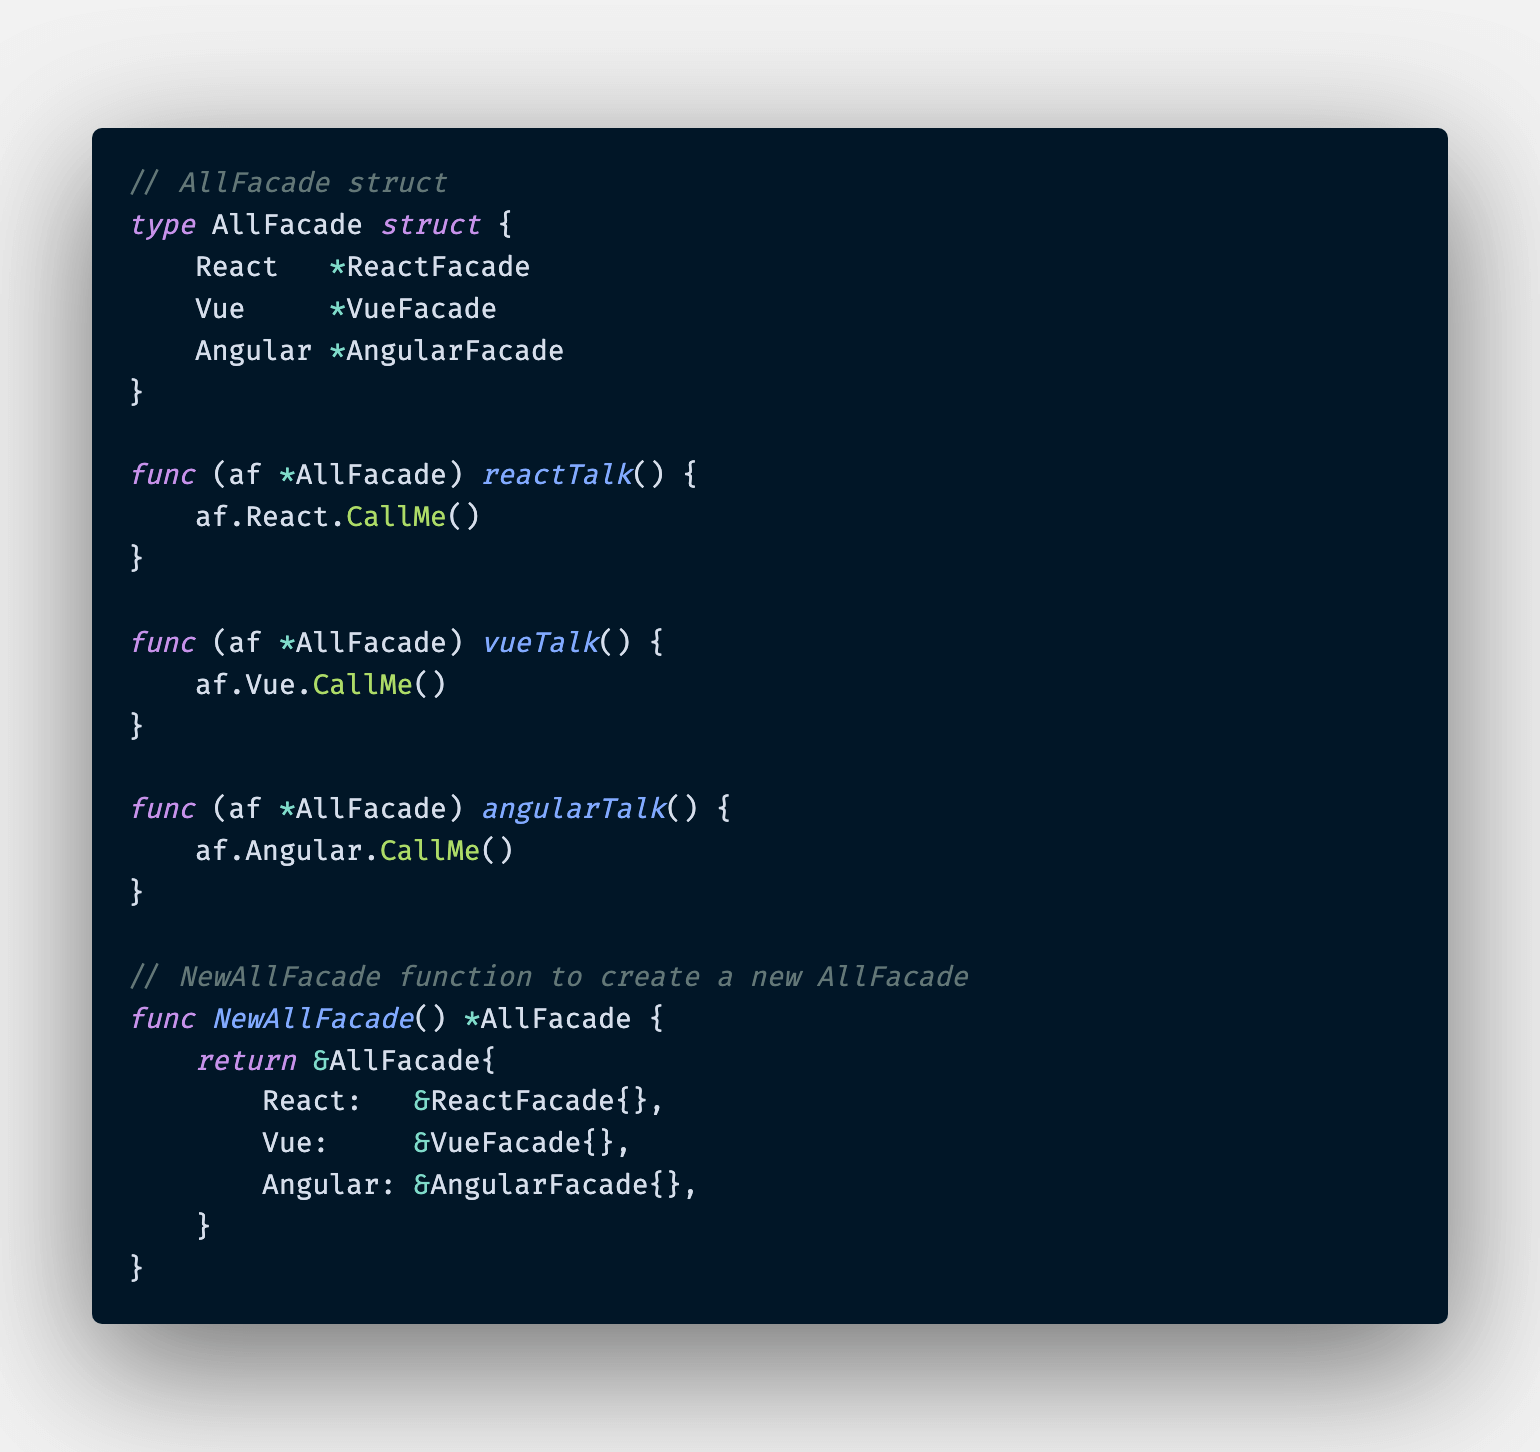 // AllFacade struct
type AllFacade struct {
    React   *ReactFacade
    Vue     *VueFacade
    Angular *AngularFacade
}

func (af *AllFacade) reactTalk() {
    af.React.CallMe()
}

func (af *AllFacade) vueTalk() {
    af.Vue.CallMe()
}

func (af *AllFacade) angularTalk() {
    af.Angular.CallMe()
}

// NewAllFacade function to create a new AllFacade
func NewAllFacade() *AllFacade {
    return &AllFacade{
        React:   &ReactFacade{},
        Vue:     &VueFacade{},
        Angular: &AngularFacade{},
    }
}